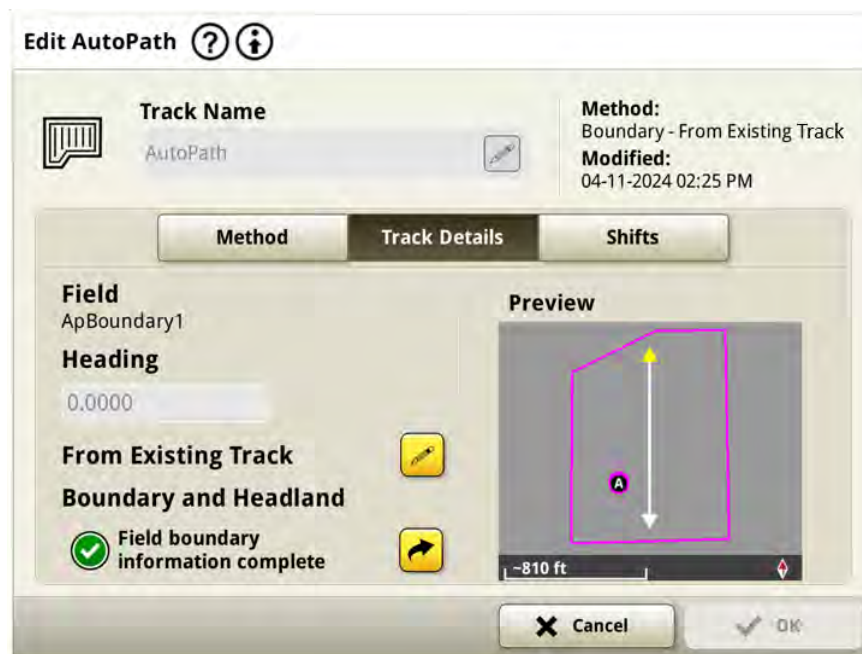 Edit AutoPath
Track Name
AutoPath
Method:
Boundary - From Existing Track
Modified:
04-11-2024 02:25 PM
Method
Track Details
Shifts
Field
ApBoundary1
Heading
0.0000
From Existing Track
Boundary and Headland
Field boundary
information complete
Preview
A
~810 ft
Cancel
OK